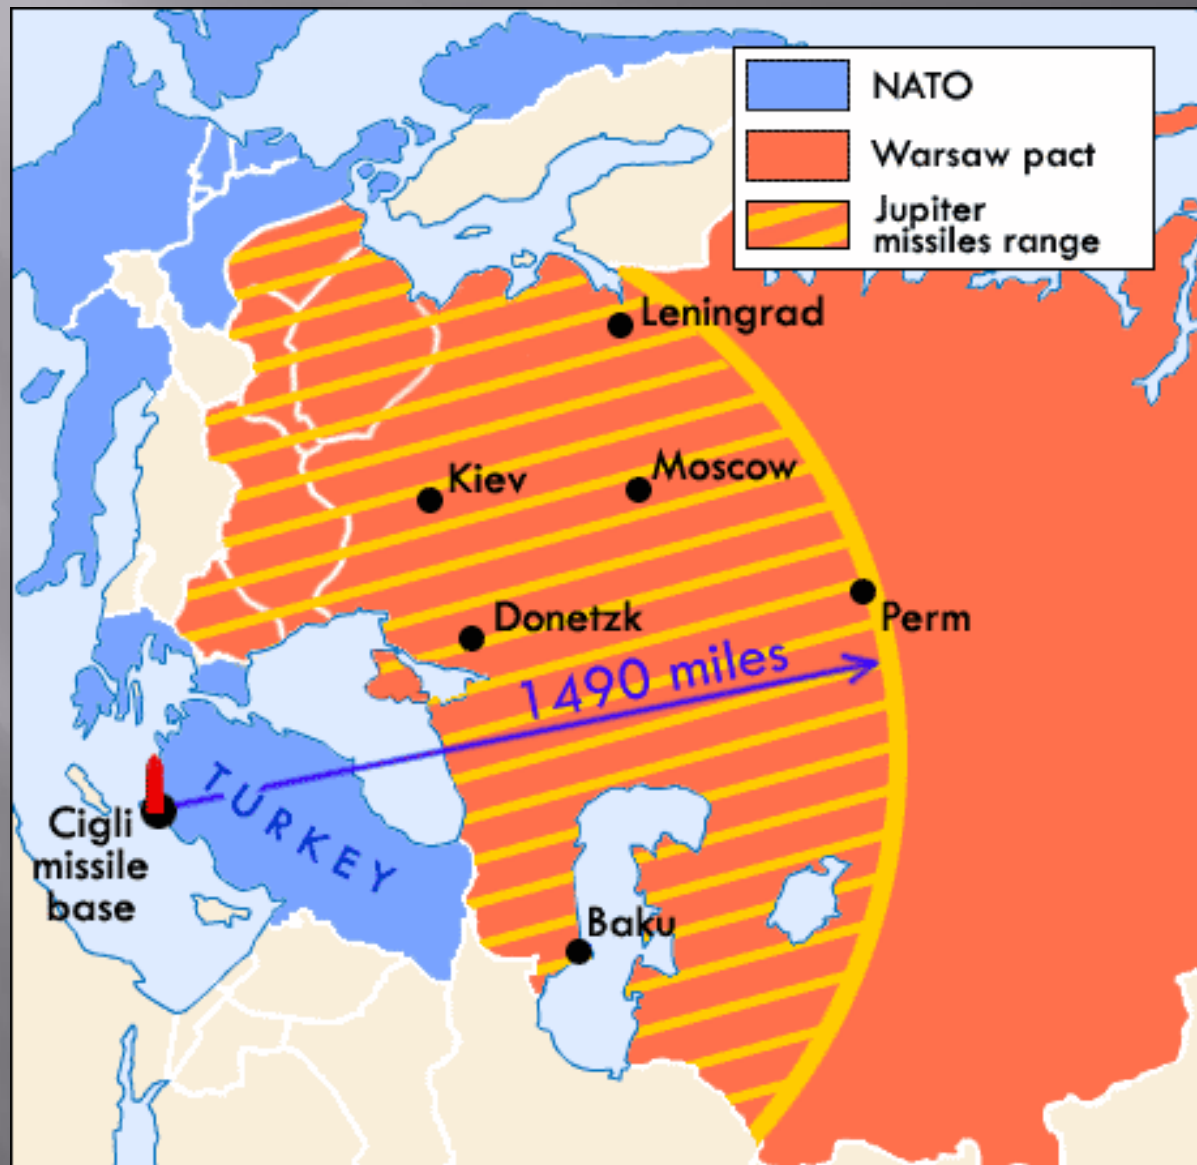 NATO
Warsaw pact
Jupiter
missiles range
Leningrad
Kiev
Moscow
Donetzk
Perm
1490 miles
TURKEY
Cigli
missile
base
Baku